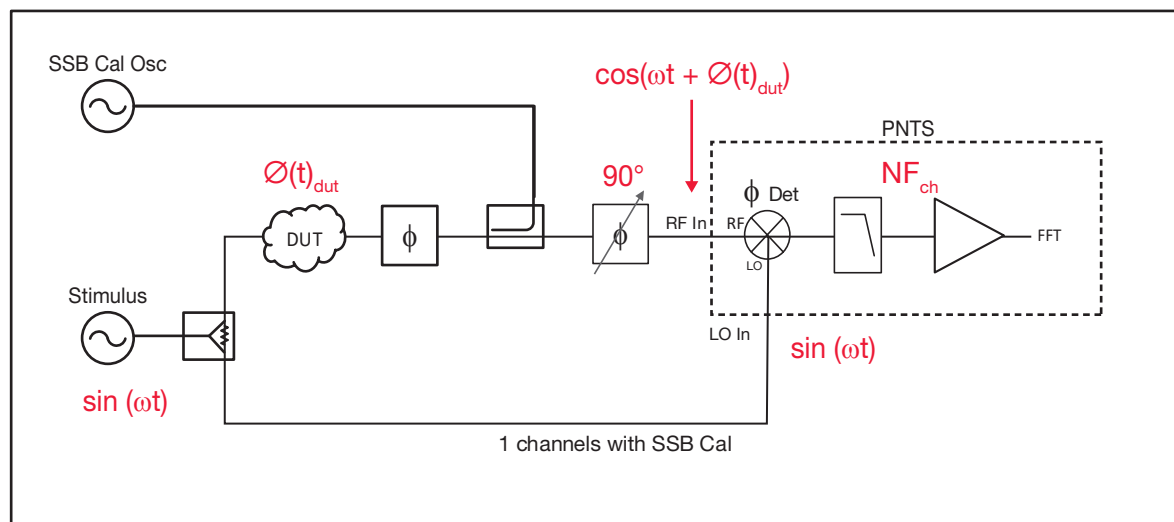 SSB Cal Osc
cos(ωt + ∅(t)dut)
PNTS
∅(t)dut
90°
NFch
ϕ Det
DUT
ϕ
ϕ
RF In
RF
FFT
LO
Stimulus
LO In
sin (ωt)
sin (ωt)
1 channels with SSB Cal